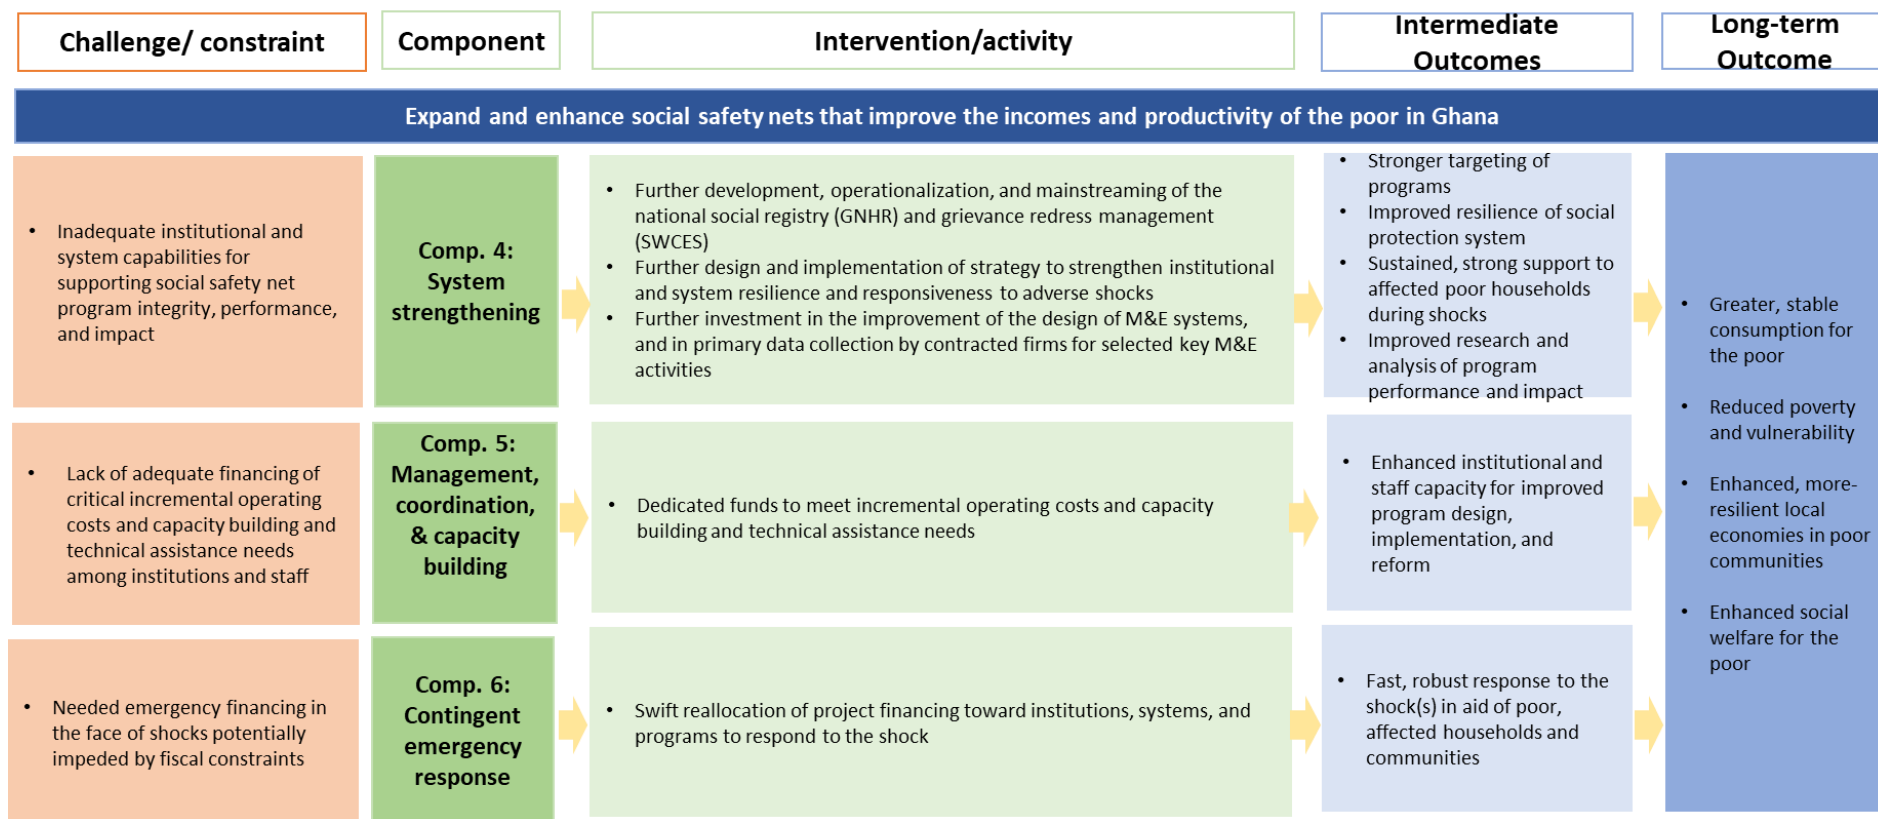 Challenge/ constraint
Component
Intervention/activity
Intermediate
Outcomes
Long-term
Outcome
Expand and enhance social safety nets that improve the incomes and productivity of the poor in Ghana
• Inadequate institutional and
system capabilities for
supporting social safety net
program integrity, performance,
and impact
Comp. 4:
System
strengthening
• Further development, operationalization, and mainstreaming of the
national social registry (GNHR) and grievance redress management
(SWCES)
• Further design and implementation of strategy to strengthen institutional
and system resilience and responsiveness to adverse shocks
• Further investment in the improvement of the design of M&E systems,
and in primary data collection by contracted firms for selected key M&E
activities
• Stronger targeting of
programs
• Improved resilience of social
protection system
• Sustained, strong support to
affected poor households
during shocks
• Improved research and
analysis of program
performance and impact
• Lack of adequate financing of
critical incremental operating
costs and capacity building and
technical assistance needs
among institutions and staff
Comp. 5:
Management,
coordination,
& capacity
building
• Dedicated funds to meet incremental operating costs and capacity
building and technical assistance needs
• Enhanced institutional and
staff capacity for improved
program design,
implementation, and
reform
• Needed emergency financing in
the face of shocks potentially
impeded by fiscal constraints
Comp. 6:
Contingent
emergency
response
• Swift reallocation of project financing toward institutions, systems, and
programs to respond to the shock
• Fast, robust response to the
shock(s) in aid of poor,
affected households and
communities
• Greater, stable
consumption for
the poor
• Reduced poverty
and vulnerability
• Enhanced, more-
resilient local
economies in poor
communities
• Enhanced social
welfare for the
poor